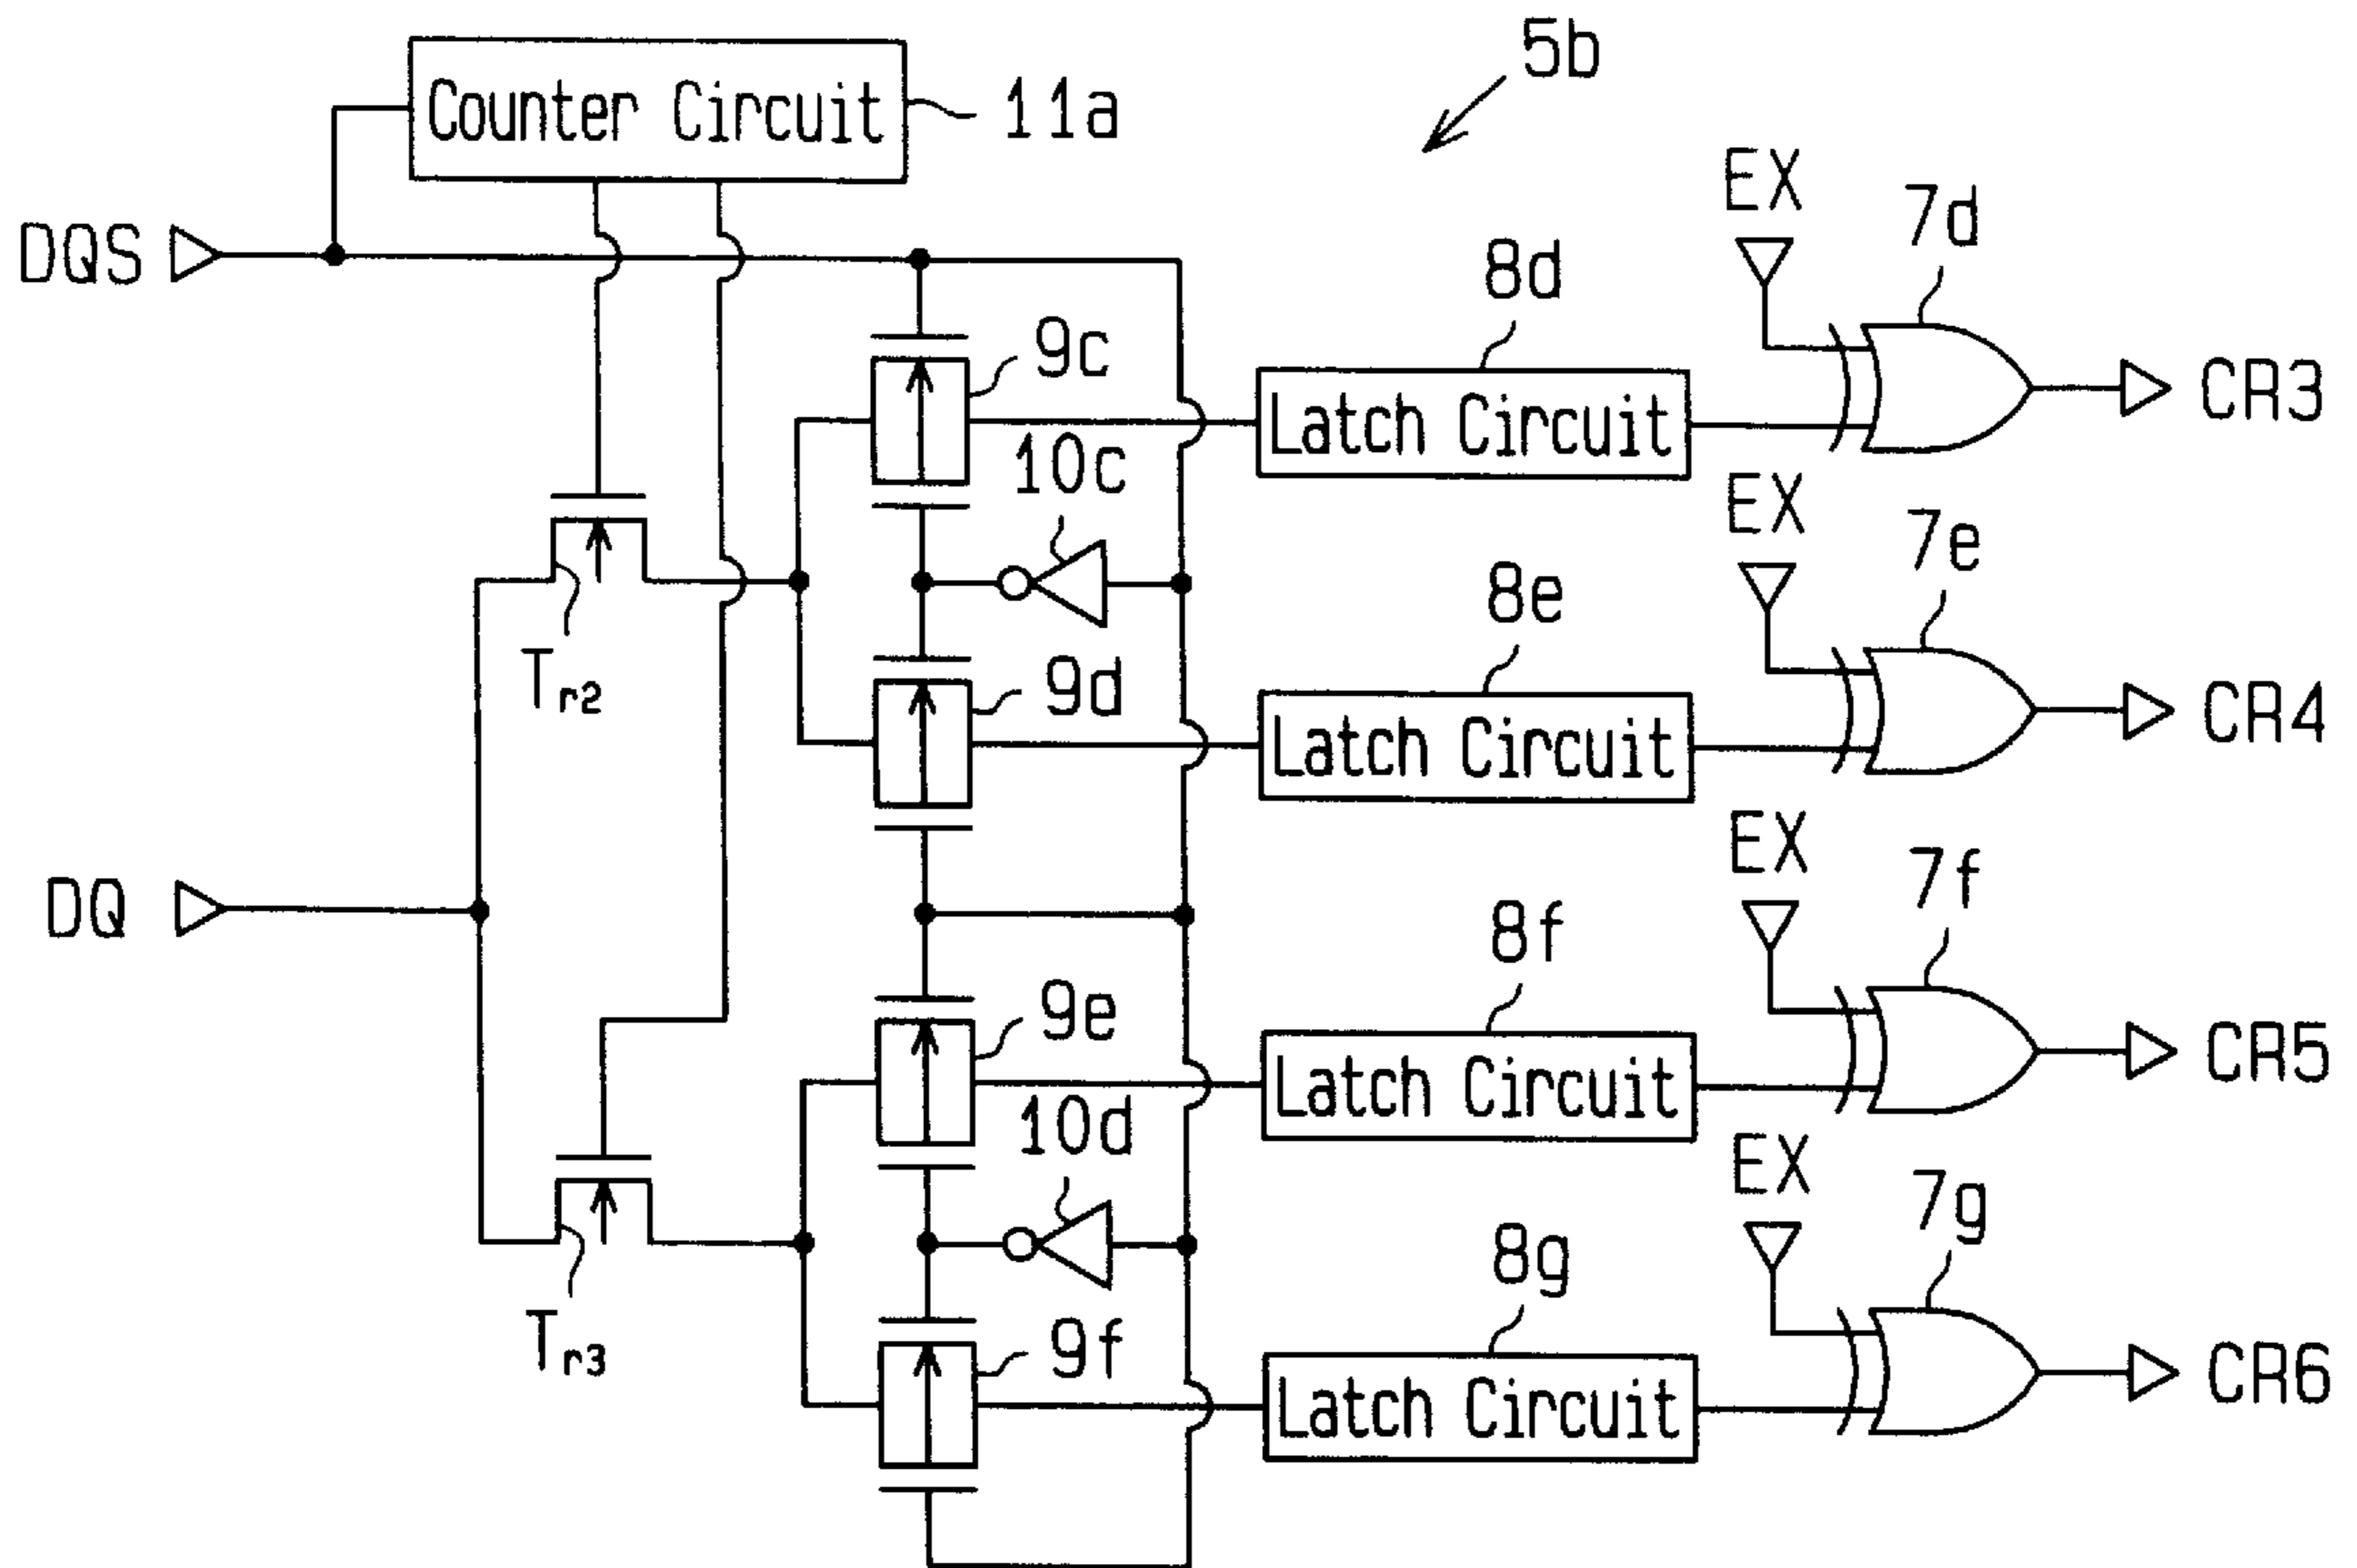 5b
Counter Circuit
11a
EX
7d
DQS
8d
9c
Latch Circuit
CR3
10c
EX
7e
8e
Tr2
9d
Latch Circuit
CR4
EX
7f
DQ
8f
9e
Latch Circuit
CR5
10d
EX
7g
8g
Tr3
9f
Latch Circuit
CR6